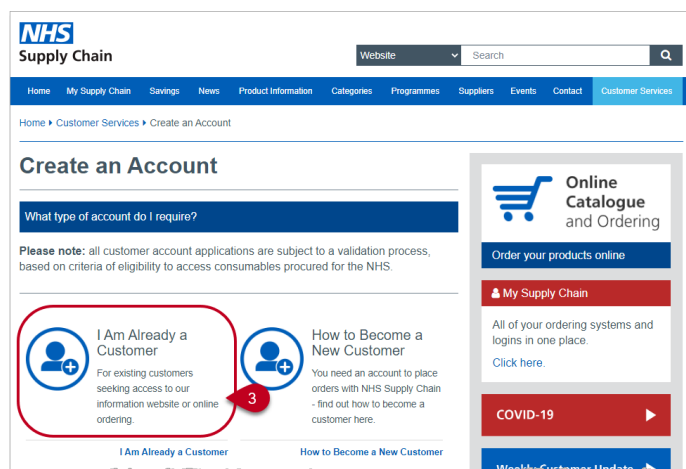 NHS
Supply Chain
Website
Search
Home
My Supply Chain
Savings
News
Product Information
Categories
Programmes
Suppliers
Events
Contact
Customer Services
Home
Customer Services
Create an Account
Create an Account
What type of account do I require?
Please note: all customer account applications are subject to a validation process,
based on criteria of eligibility to access consumables procured for the NHS.
I Am Already a
Customer
For existing customers
seeking access to our
information website or online
ordering.
3
I Am Already a Customer
How to Become a
New Customer
You need an account to place
orders with NHS Supply Chain
- find out how to become a
customer here.
How to Become a New Customer
Online
Catalogue
and Ordering
Order your products online
My Supply Chain
All of your ordering systems and
logins in one place.
Click here.
COVID-19
Weekly Customer Update